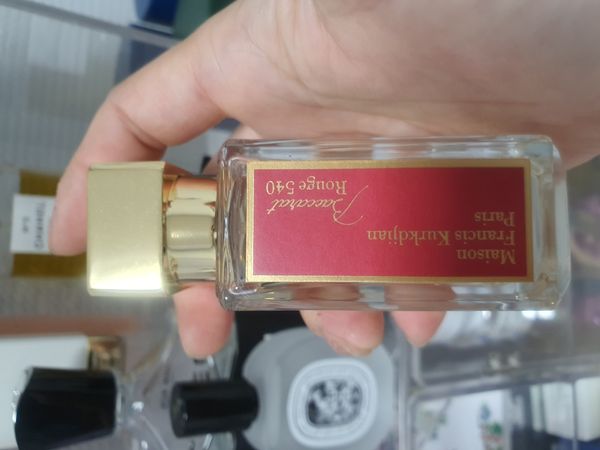 Baccarat
Rouge 540
Maison
Francis Kurkdjian
Paris